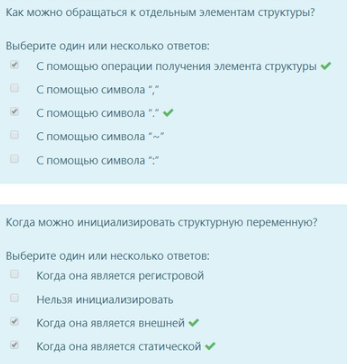 Как можно обращаться к отдельным элементам структуры?
Выберите один или несколько ответов:
С помощью операции получения элемента структуры
С помощью символа “,”
С помощью символа “.”
С помощью символа “~”
С помощью символа “:”
Когда можно инициализировать структурную переменную?
Выберите один или несколько ответов:
Когда она является регистровой
Нельзя инициализировать
Когда она является внешней
Когда она является статической